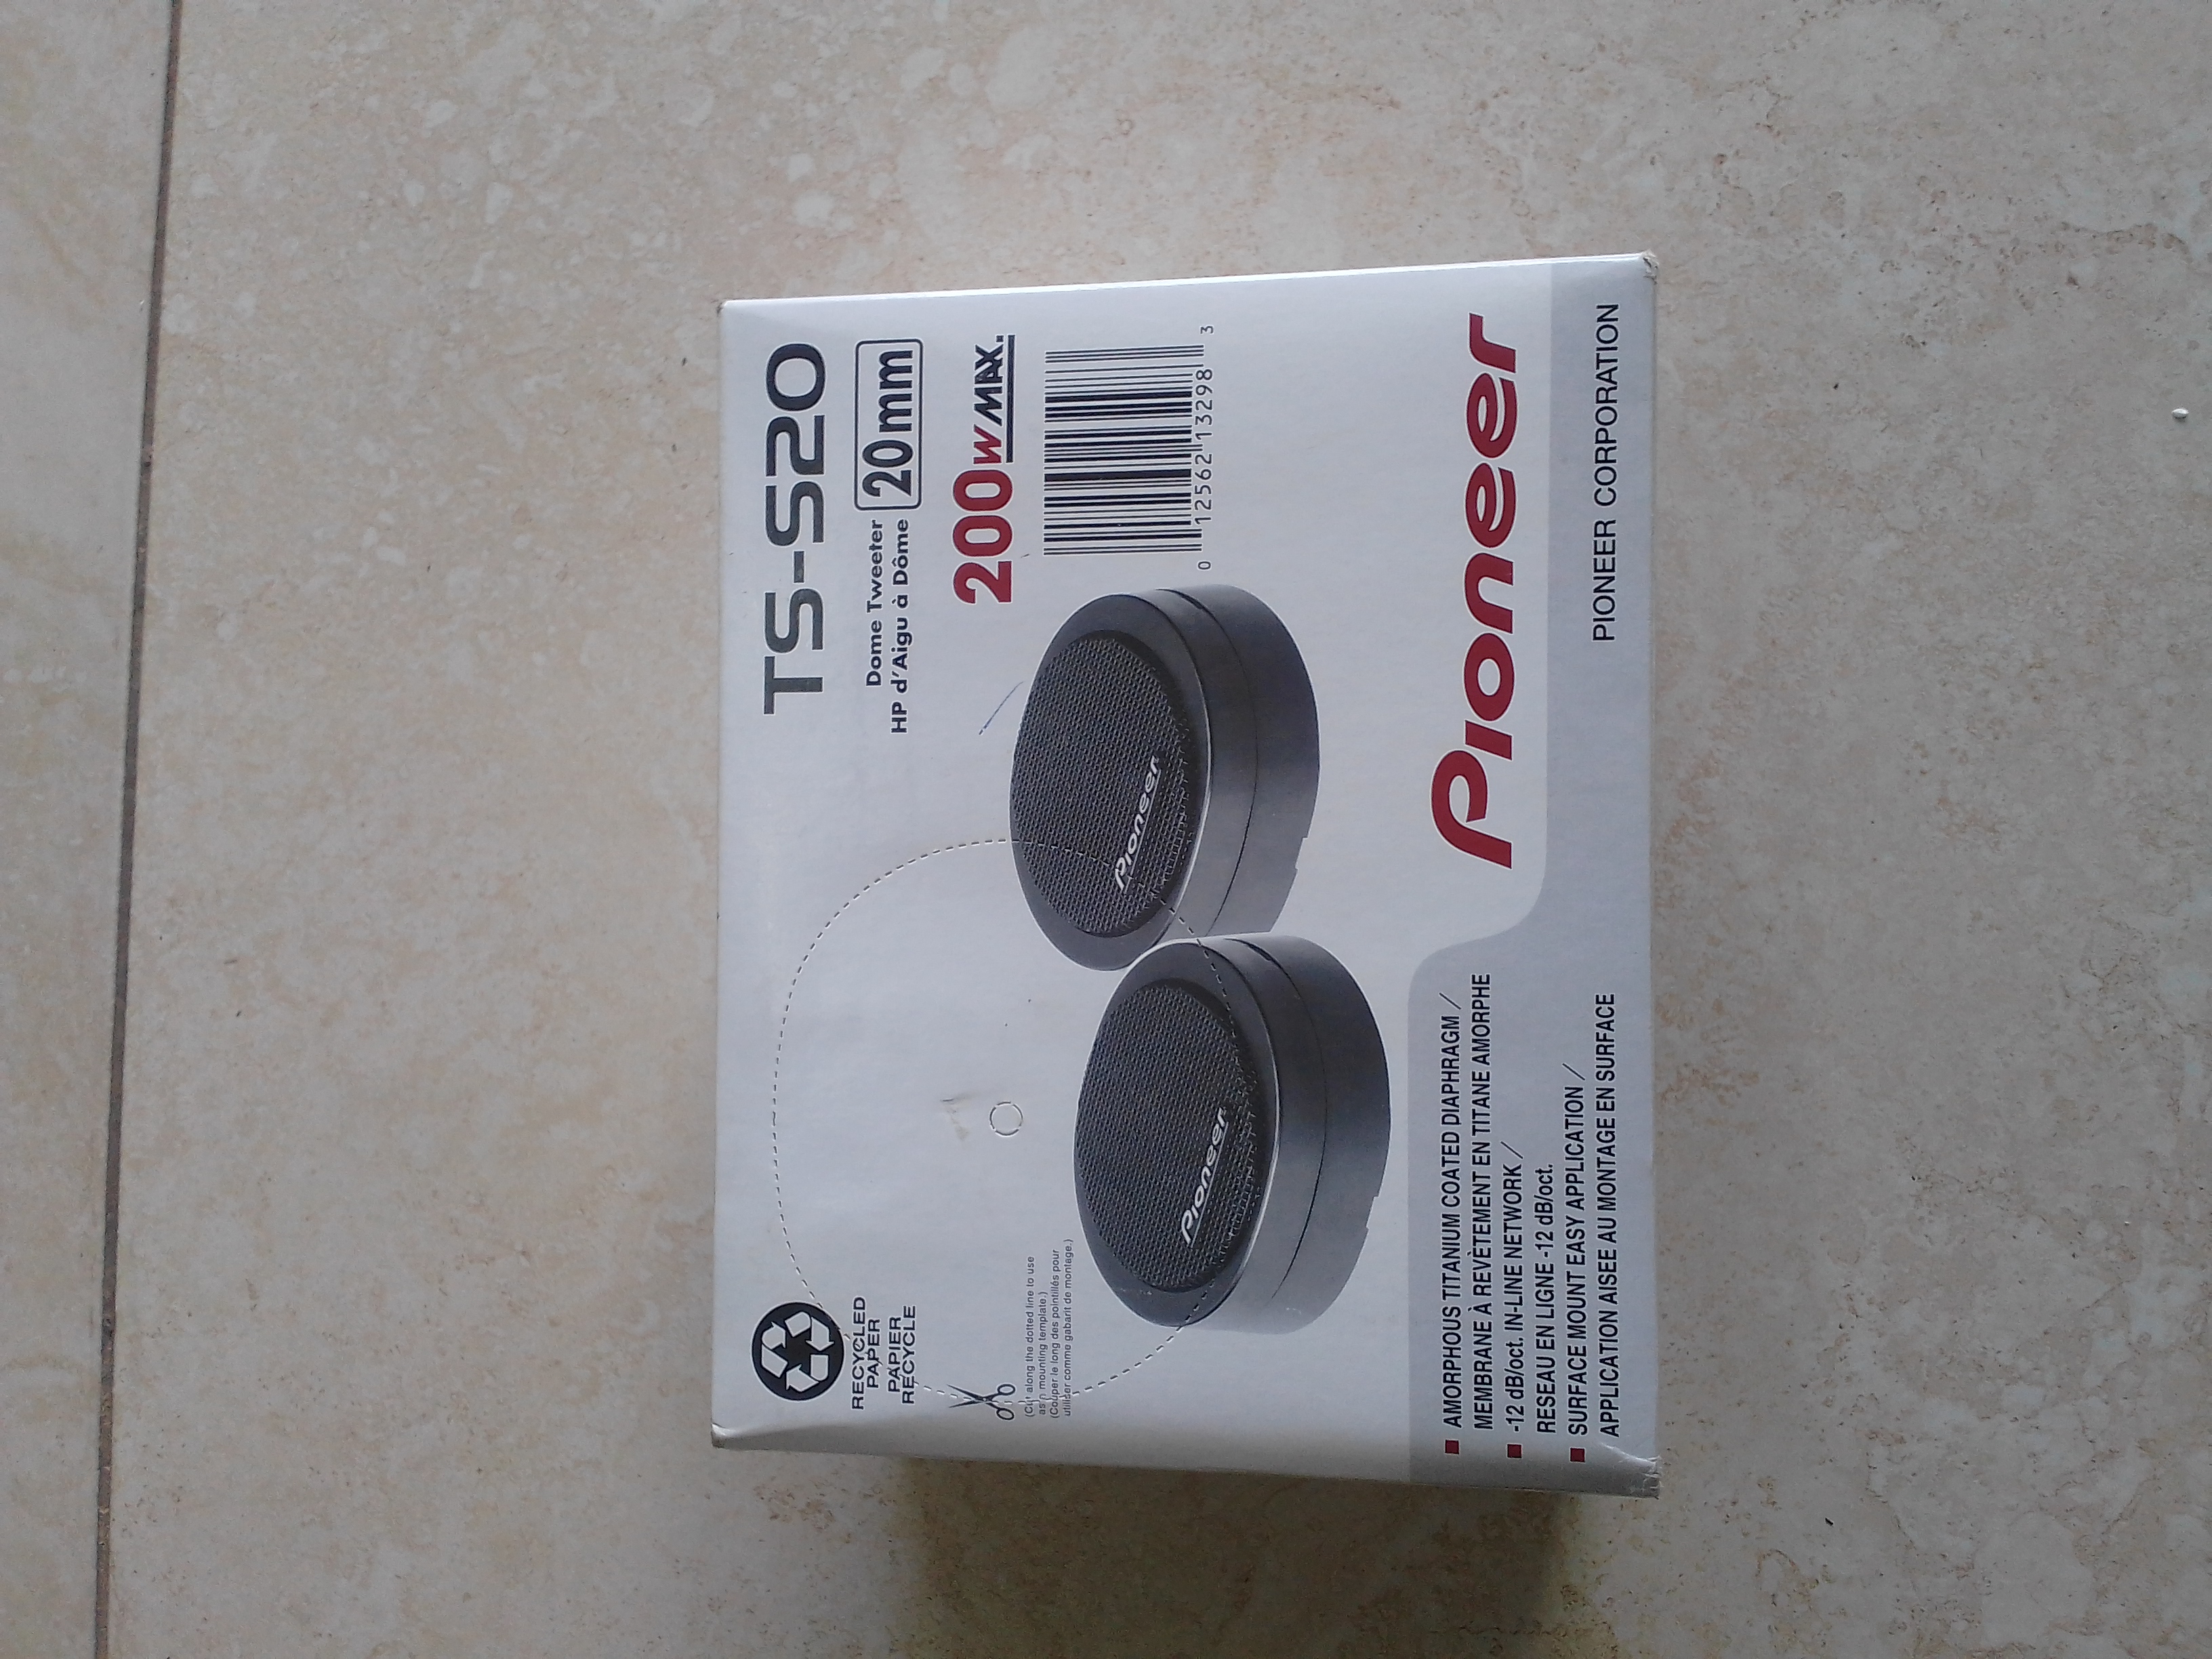 TS-S20
Dome Tweeter
HP d'Aigu à Dôme
20mm
200W MAX.
0 12562 13298 3
RECYCLED
PAPER
PAPIER
RECYCLE
(Cut along the dotted line to use
as a mounting template.)
(Couper le long des pointillés pour
utiliser comme gabarit de montage.)
Pioneer
Pioneer
Pioneer
AMORPHOUS TITANIUM COATED DIAPHRAGM /
MEMBRANE À REVÈTEMENT EN TITANE AMORPHE
-12 dB/oct. IN-LINE NETWORK /
RESEAU EN LIGNE -12 dB/oct.
SURFACE MOUNT EASY APPLICATION /
APPLICATION AISEE AU MONTAGE EN SURFACE
PIONEER CORPORATION